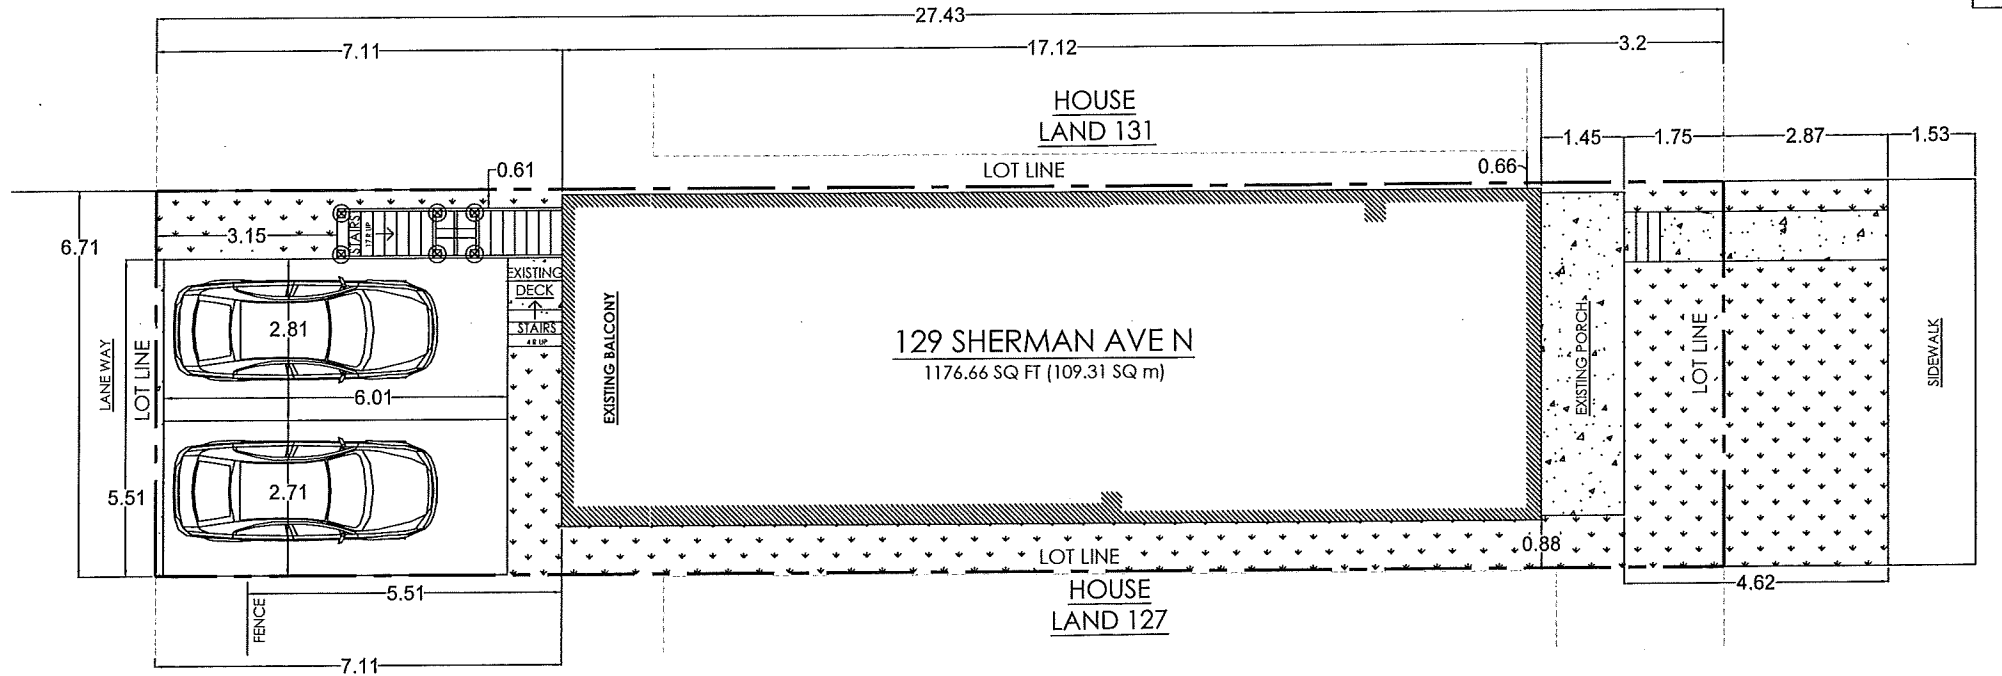 27.43
7.11
17.12
3.2
HOUSE
LAND 131
1.45
1.75
2.87
1.53
0.61
LOT LINE
0.66
6.71
3.15
STAIRS
17 R UP
EXISTING
DECK
STAIRS
4 R UP
2.81
EXISTING BALCONY
129 SHERMAN AVE N
1176.66 SQ FT (109.31 SQ m)
EXISTING PORCH
LOT LINE
SIDEWALK
LANE WAY
LOT LINE
6.01
5.51
2.71
0.88
LOT LINE
4.62
5.51
HOUSE
LAND 127
FENCE
7.11